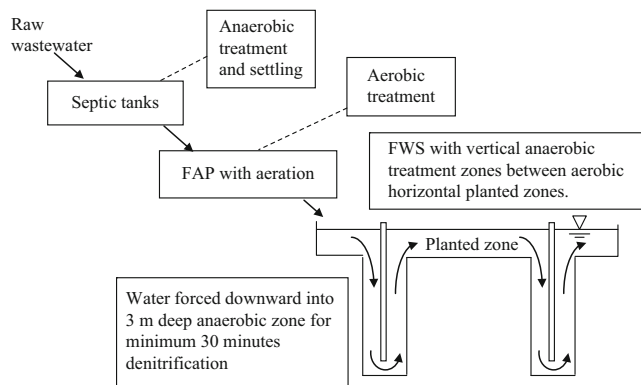 Raw
wastewater
Anaerobic
treatment
and settling
Septic tanks
Aerobic
treatment
FAP with aeration
FWS with vertical anaerobic
treatment zones between aerobic
horizontal planted zones.
Planted zone
Water forced downward into
3 m deep anaerobic zone for
minimum 30 minutes
denitrification